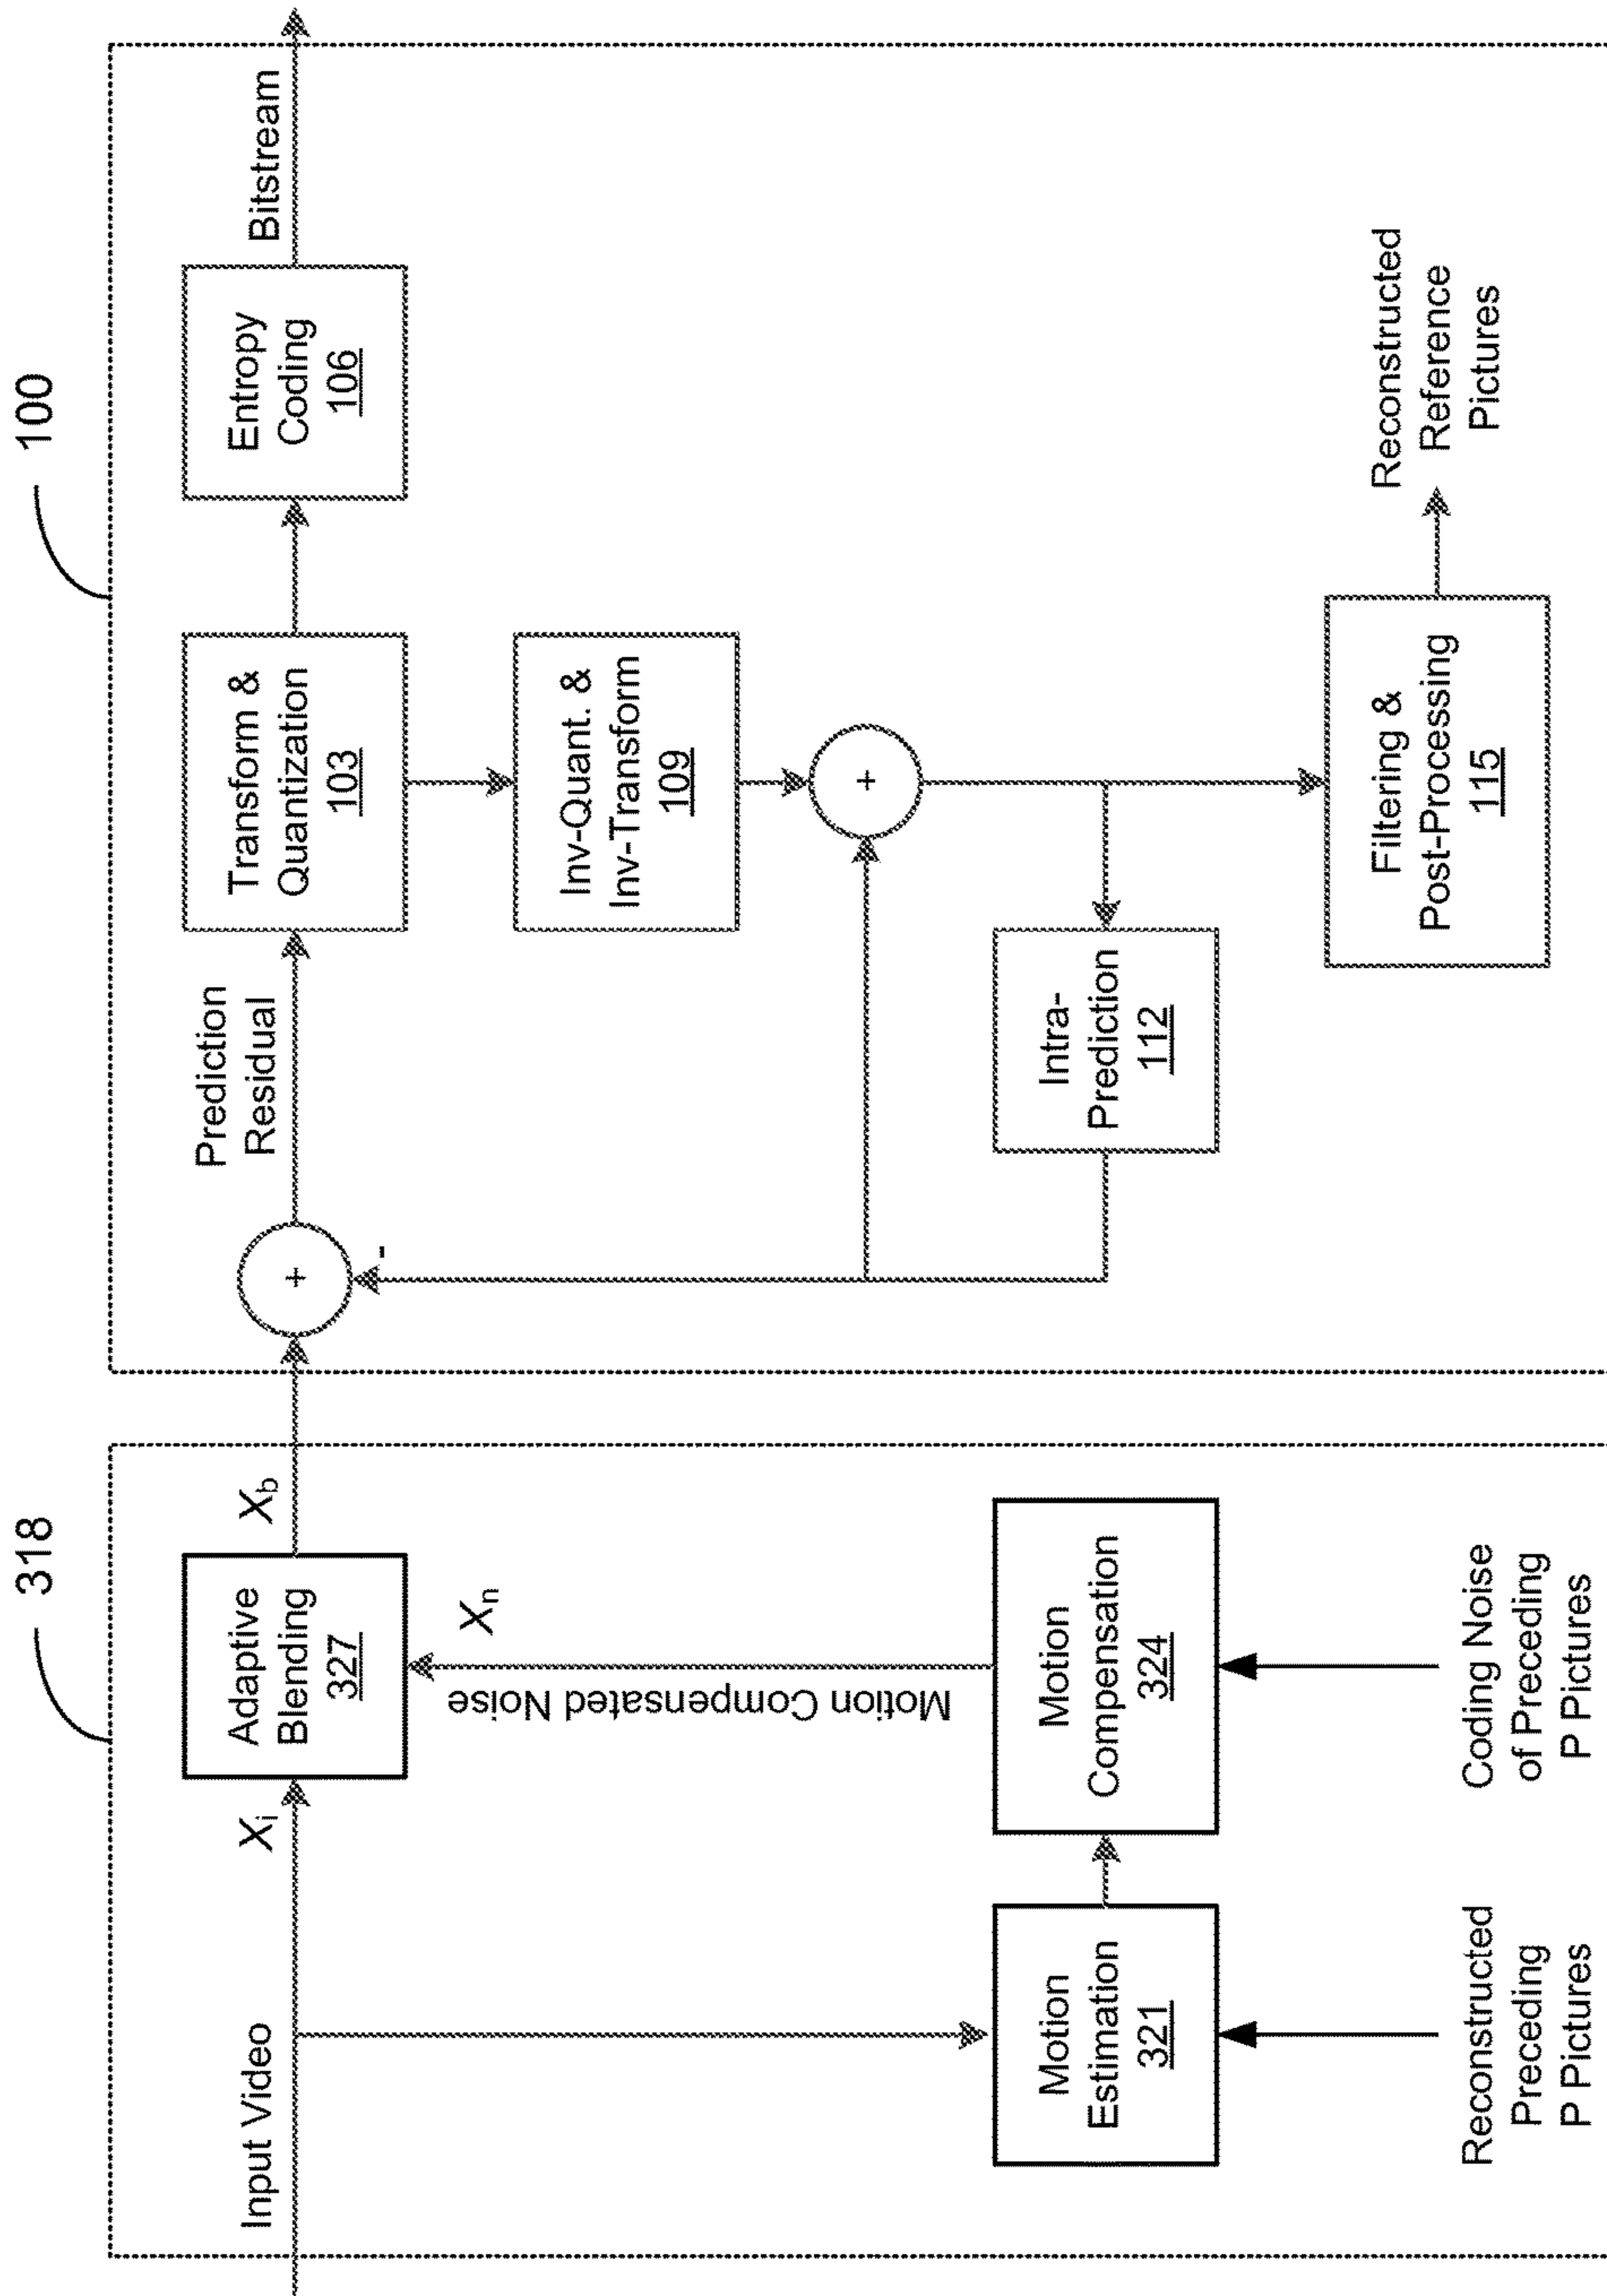 318
100
Input Video
X_i
Adaptive
Blending
327
X_b
+
-
Prediction
Residual
Transform &
Quantization
103
Entropy
Coding
106
Bitstream
Inv-Quant. &
Inv-Transform
109
+
X_n
Motion Compensated Noise
Motion
Estimation
321
Motion
Compensation
324
Intra-
Prediction
112
Filtering &
Post-Processing
115
Reconstructed
Reference
Pictures
Reconstructed
Preceding
P Pictures
Coding Noise
of Preceding
P Pictures